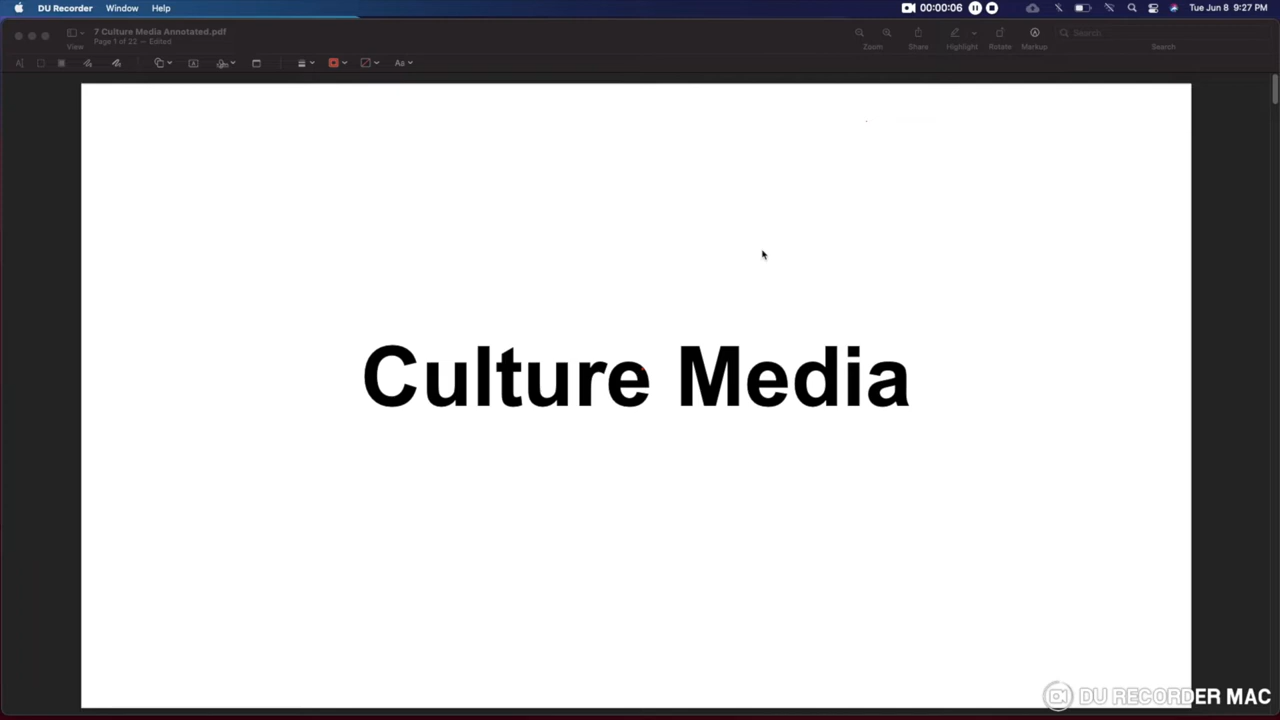 DU Recorder Window Help 00:00:06 Tue Jun 8 9:27 PM
7 Culture Media Annotated.pdf
Page 1 of 22 – Edited
Search
View Zoom Share Highlight Rotate Markup Search
A Aa
Culture Media
DU RECORDER MAC